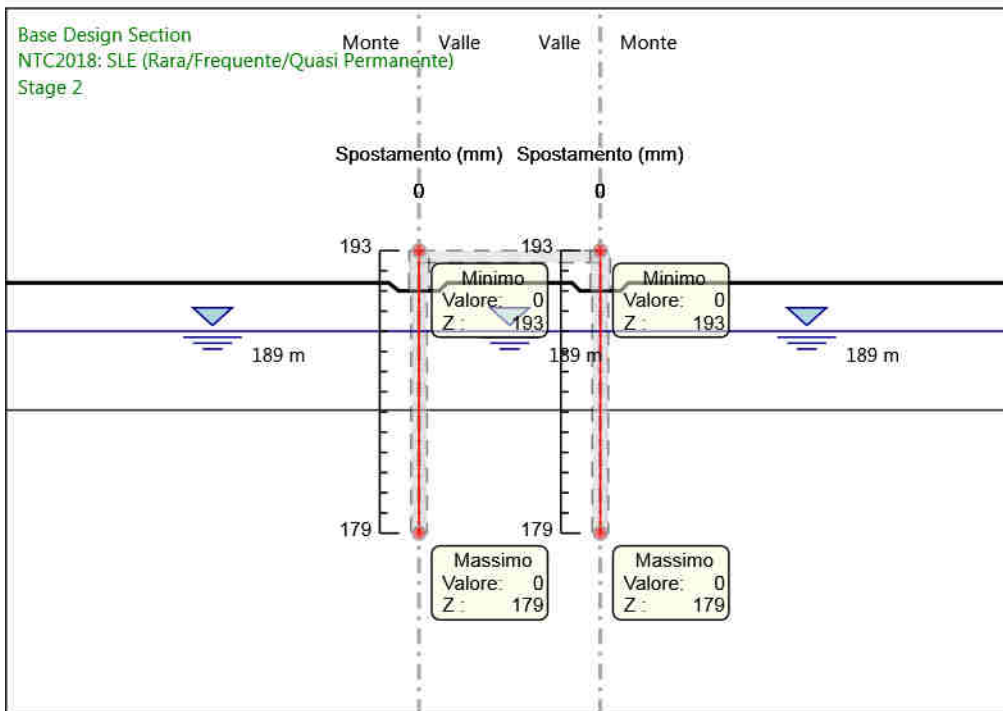 Base Design Section
NTC2018: SLE (Rara/Frequente/Quasi Permanente)
Stage 2
Monte Valle Valle Monte
Spostamento (mm) Spostamento (mm)
0 0
193 193
Minimo
Valore: 0
Z : 193
Minimo
Valore: 0
Z : 193
189 m 189 m 189 m
179 179
Massimo
Valore: 0
Z : 179
Massimo
Valore: 0
Z : 179